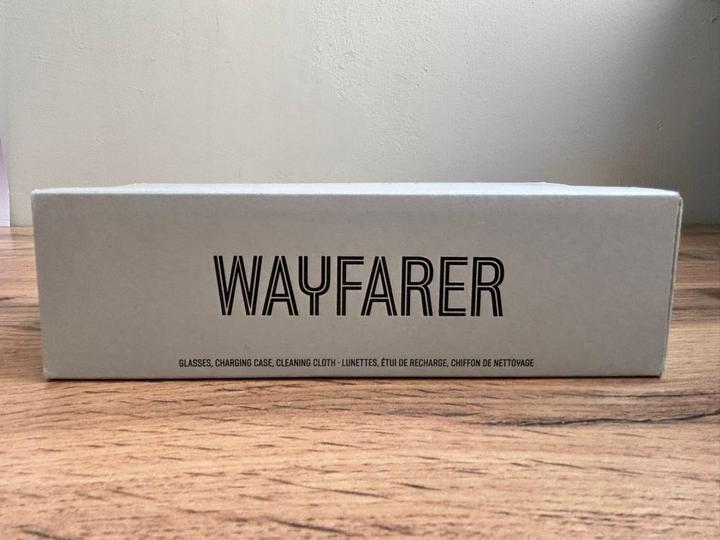 WAYFARER
GLASSES, CHARGING CASE, CLEANING CLOTH - LUNETTES, ÉTUI DE RECHARGE, CHIFFON DE NETTOYAGE